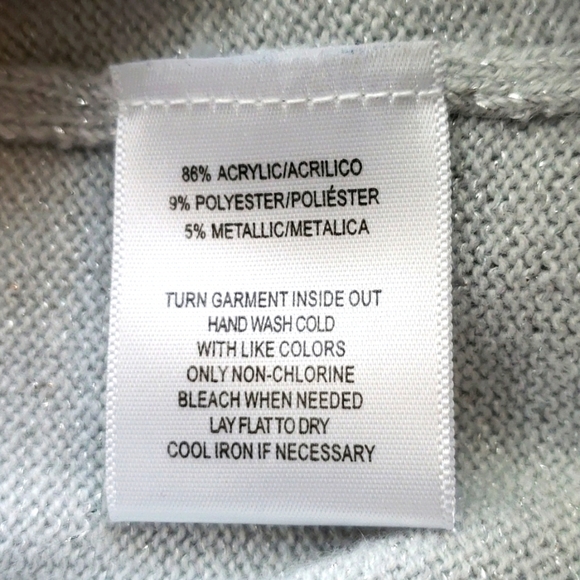 86% ACRYLIC/ACRILICO
9% POLYESTER/POLIÉSTER
5% METALLIC/METALICA
TURN GARMENT INSIDE OUT
HAND WASH COLD
WITH LIKE COLORS
ONLY NON-CHLORINE
BLEACH WHEN NEEDED
LAY FLAT TO DRY
COOL IRON IF NECESSARY